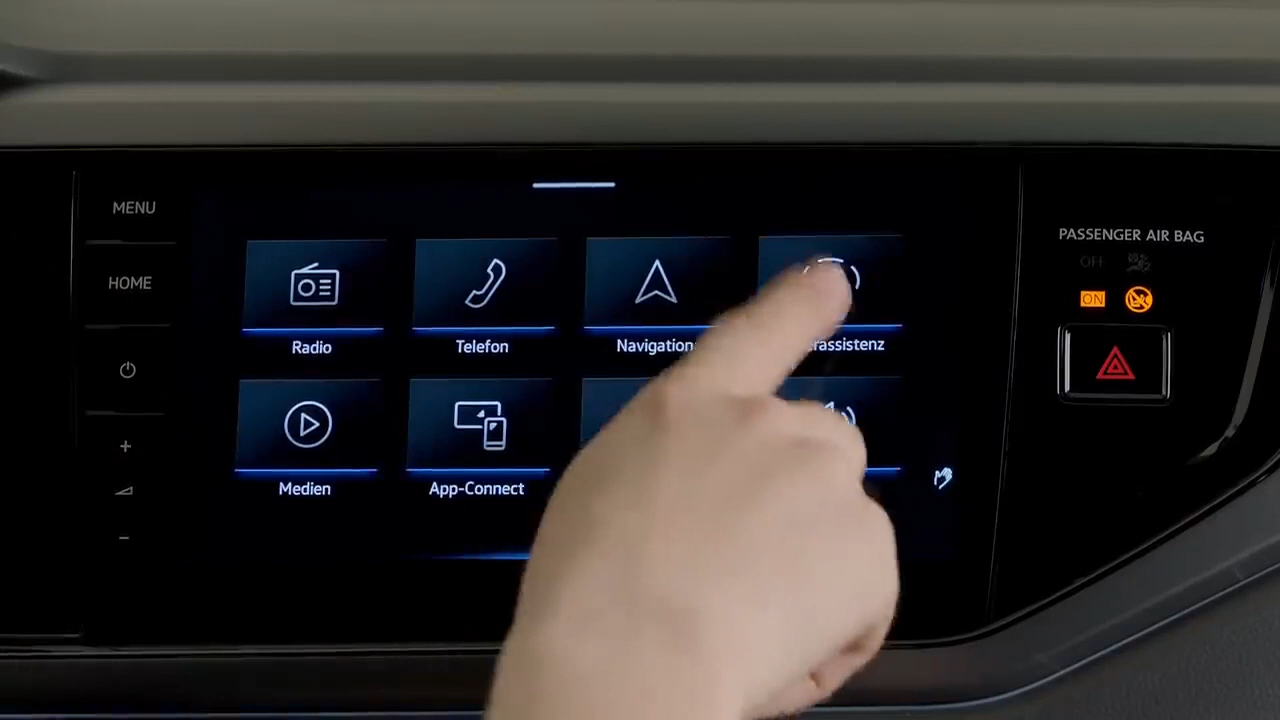 MENU
HOME
+
−
Radio
Telefon
Navigation
rassistenz
Medien
App-Connect
PASSENGER AIR BAG
OFF
ON